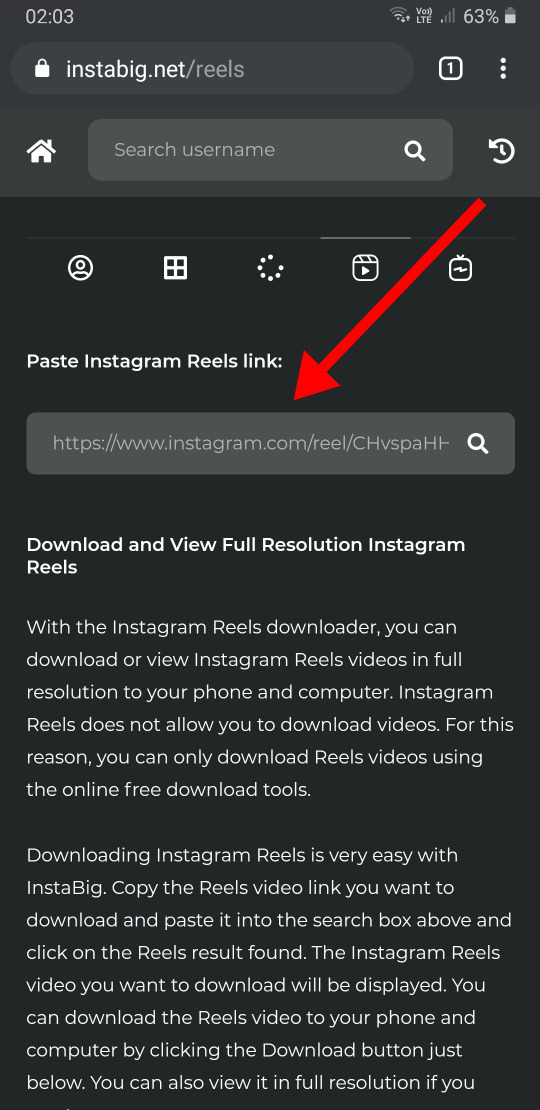 02:03
Vo)) LTE 63%
instabig.net/reels
1
Search username
Paste Instagram Reels link:
https://www.instagram.com/reel/CHvspaHH
Download and View Full Resolution Instagram
Reels
With the Instagram Reels downloader, you can
download or view Instagram Reels videos in full
resolution to your phone and computer. Instagram
Reels does not allow you to download videos. For this
reason, you can only download Reels videos using
the online free download tools.
Downloading Instagram Reels is very easy with
InstaBig. Copy the Reels video link you want to
download and paste it into the search box above and
click on the Reels result found. The Instagram Reels
video you want to download will be displayed. You
can download the Reels video to your phone and
computer by clicking the Download button just
below. You can also view it in full resolution if you